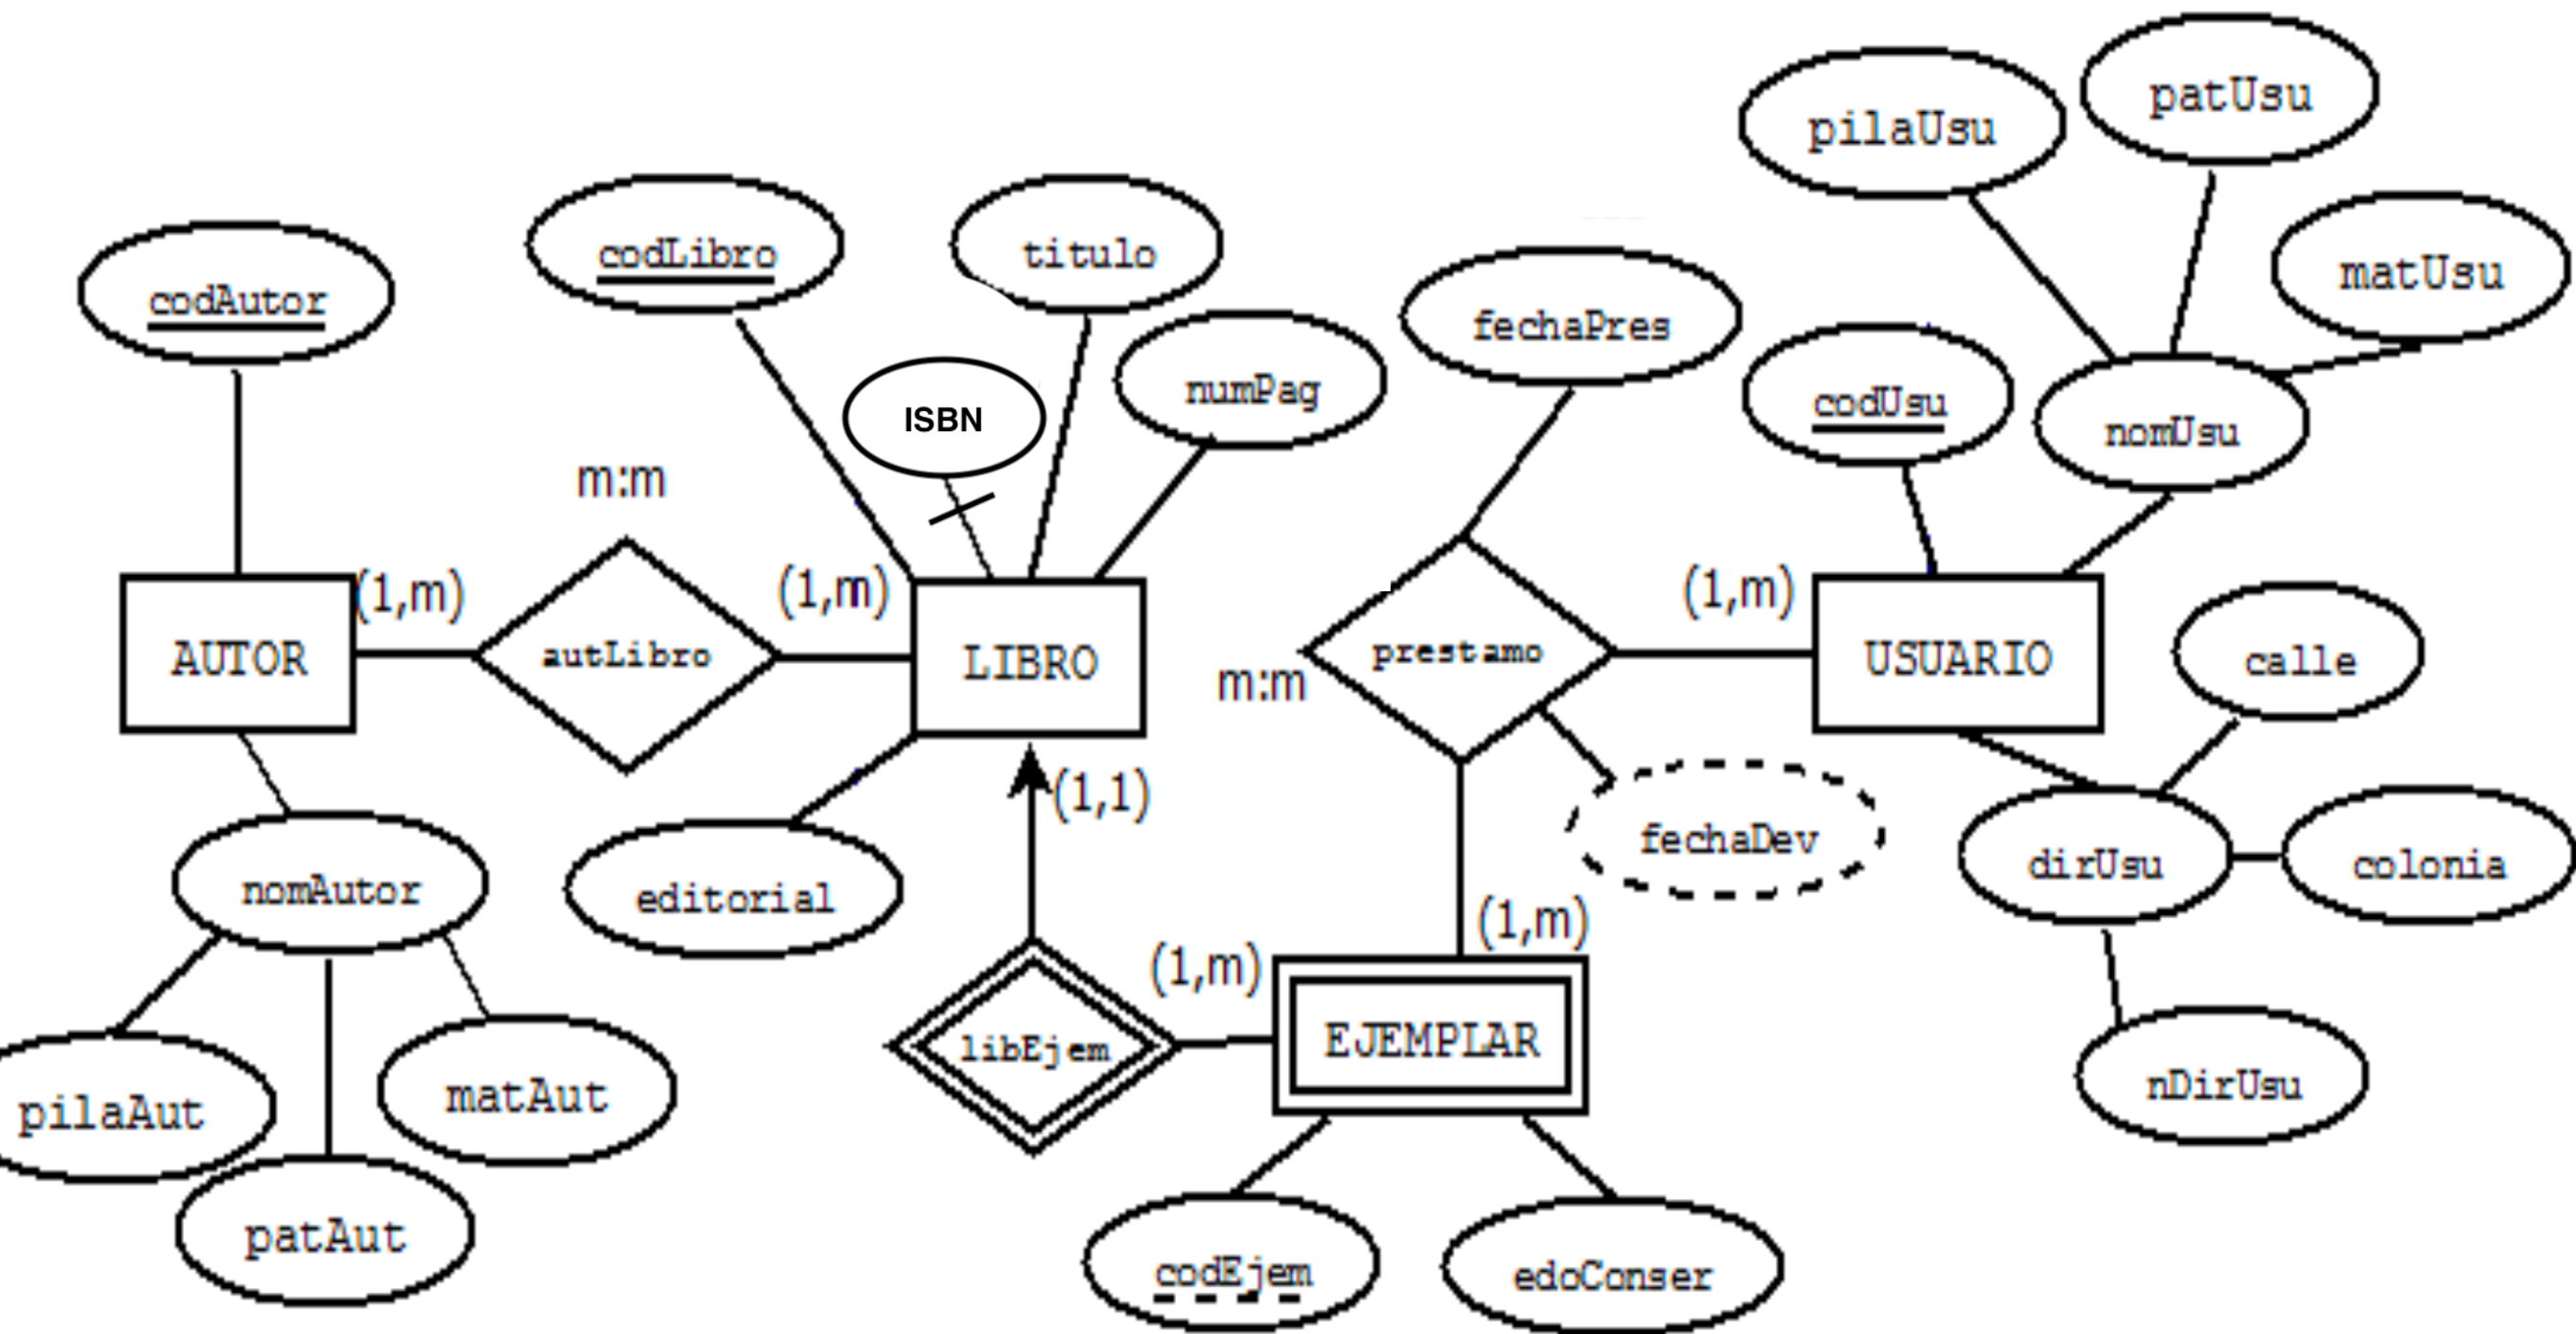 patUsu
pilaUsu
codLibro
titulo
matUsu
codAutor
fechaPres
numPag
codUsu
ISBN
nomUsu
m:m
(1,m)
(1,m)
(1,m)
AUTOR
autLibro
LIBRO
prestamo
USUARIO
calle
m:m
(1,1)
fechaDev
dirUsu
colonia
nomAutor
editorial
(1,m)
(1,m)
libEjem
EJEMPLAR
nDirUsu
pilaAut
matAut
patAut
codEjem
edoConser